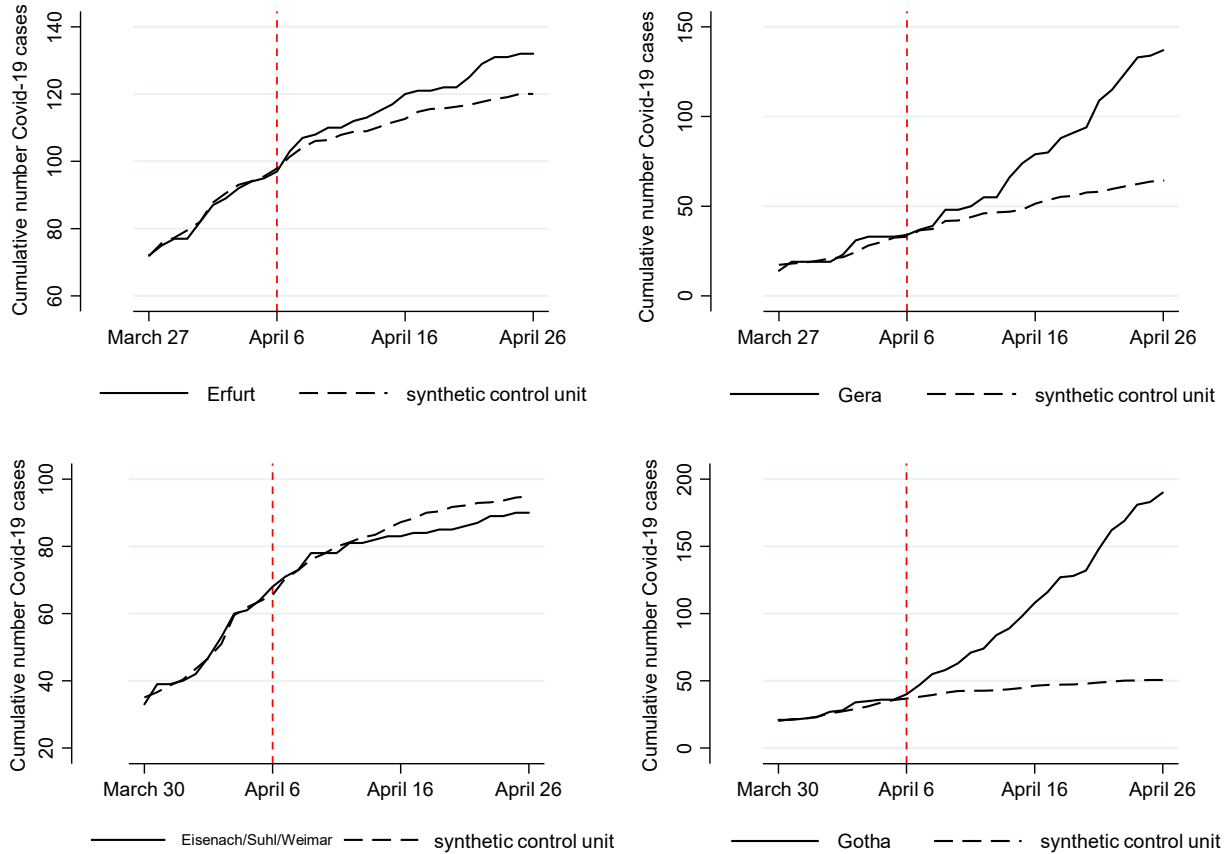 Cumulative number Covid-19 cases
140
120
100
80
60
March 27 April 6 April 16 April 26
Erfurt synthetic control unit
Cumulative number Covid-19 cases
150
100
50
0
March 27 April 6 April 16 April 26
Gera synthetic control unit
Cumulative number Covid-19 cases
100
80
60
40
20
March 30 April 6 April 16 April 26
Eisenach/Suhl/Weimar synthetic control unit
Cumulative number Covid-19 cases
200
150
100
50
0
March 30 April 6 April 16 April 26
Gotha synthetic control unit